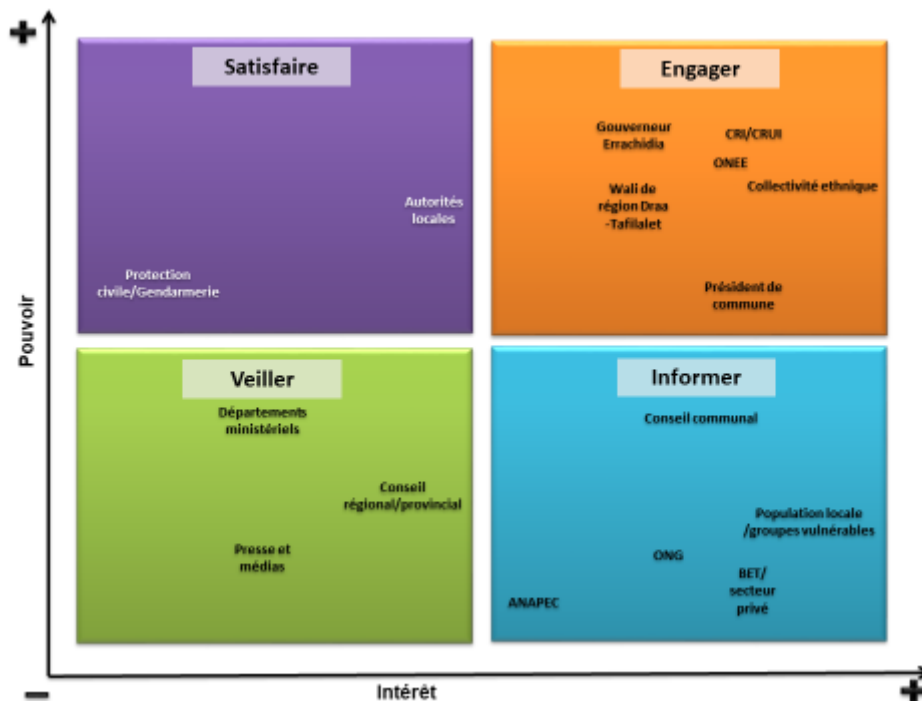 Pouvoir
Satisfaire
Autorités
locales
Protection
civile/Gendarmerie
Engager
Gouverneur
Errachidia
CRI/CRUI
ONEE
Collectivité ethnique
Wali de
région Draa
-Tafilalet
Président de
commune
Veiller
Départements
ministériels
Conseil
régional/provincial
Presse et
médias
Informer
Conseil communal
Population locale
/groupes vulnérables
ONG
BET/
secteur
privé
ANAPEC
Intérêt